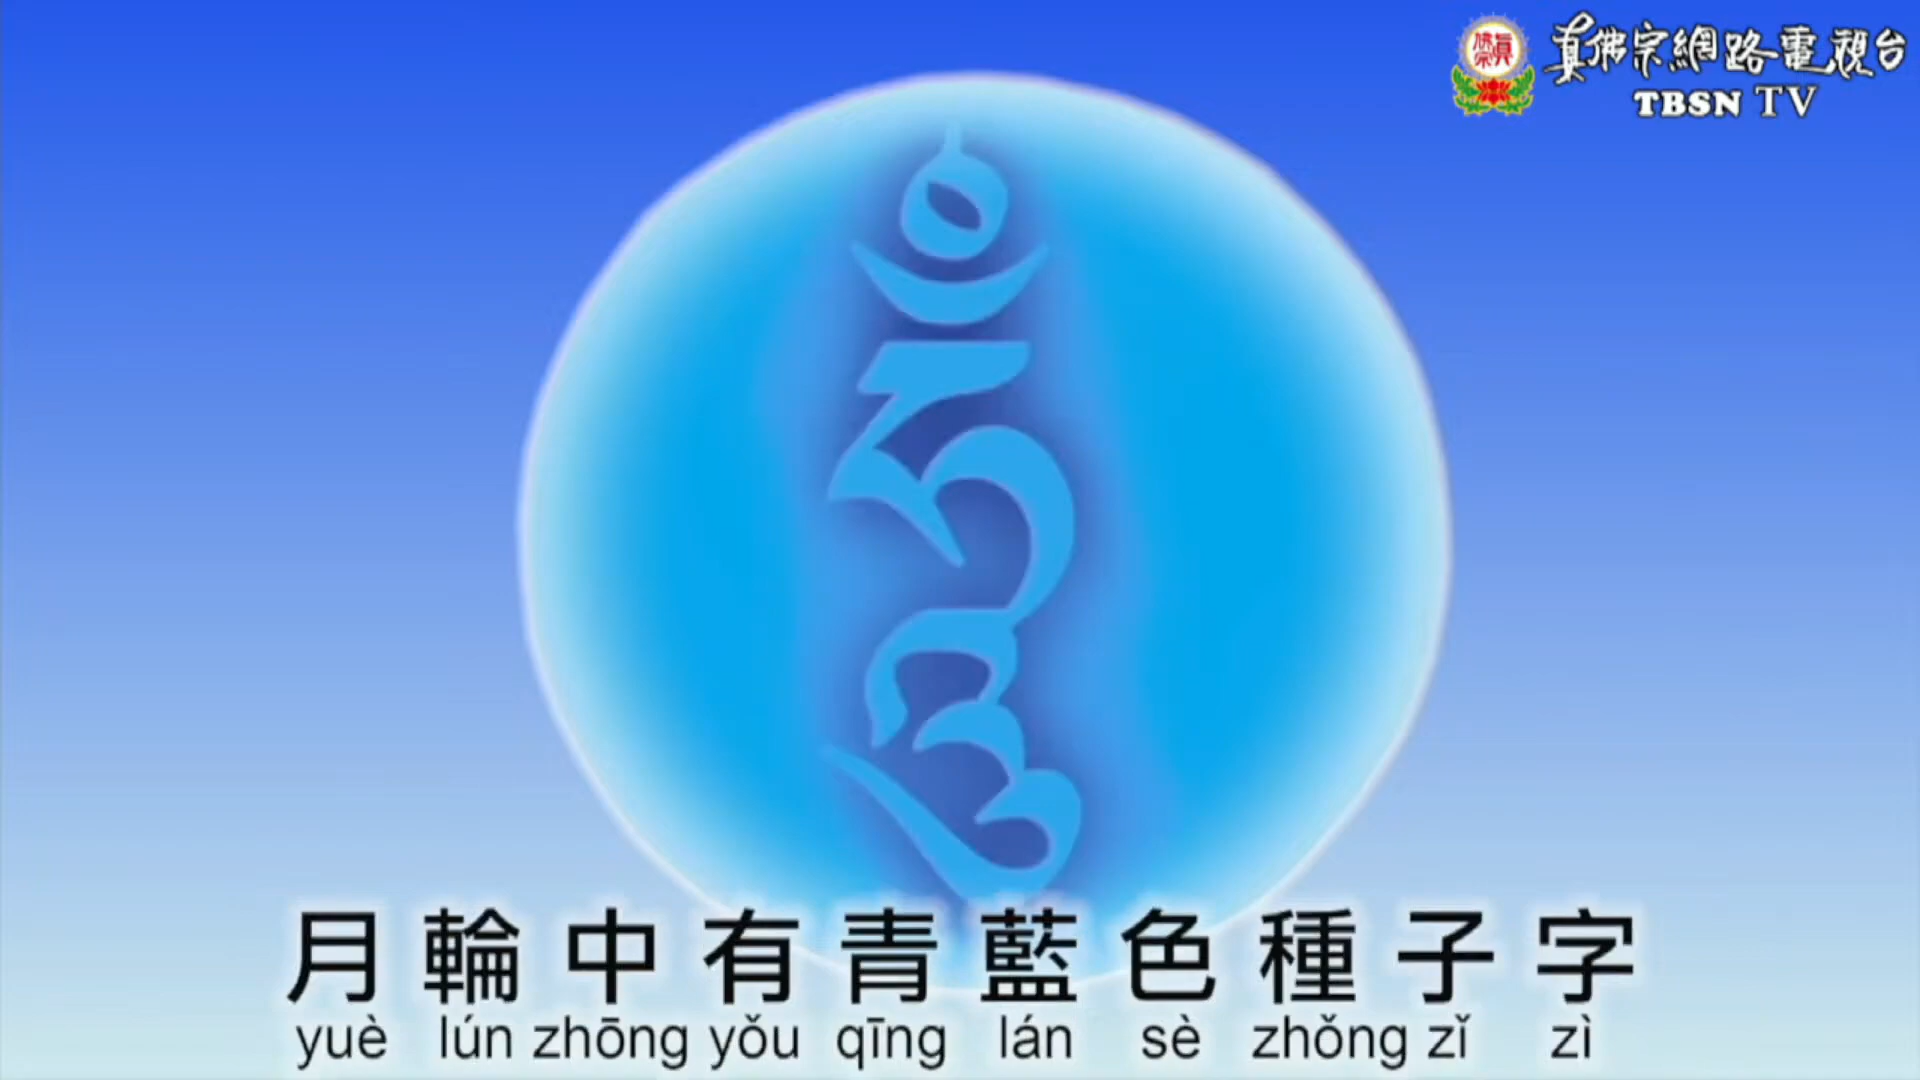 真佛宗網路電視台
TBSN TV
ཧཱུྃ
月輪中有青藍色種子字
yuè lún zhōng yǒu qīng lán sè zhǒng zǐ zì